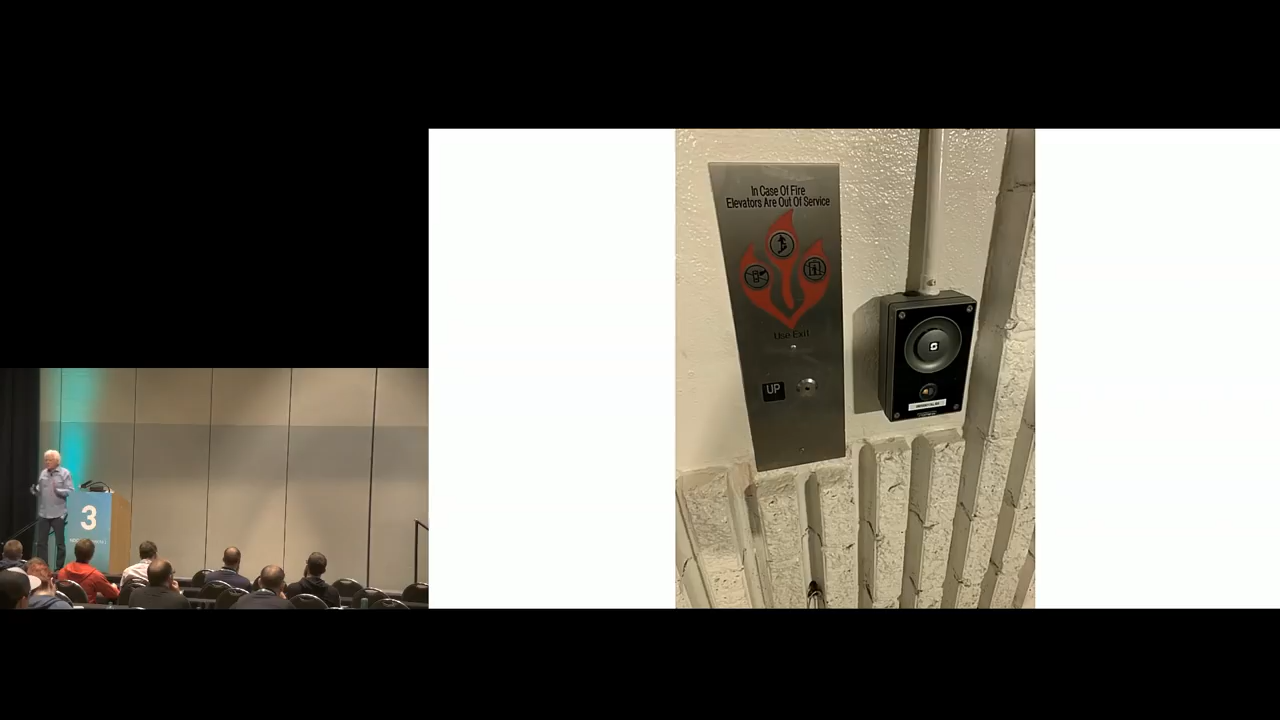 In Case Of Fire
Elevators Are Out Of Service
Use Exit
UP
3